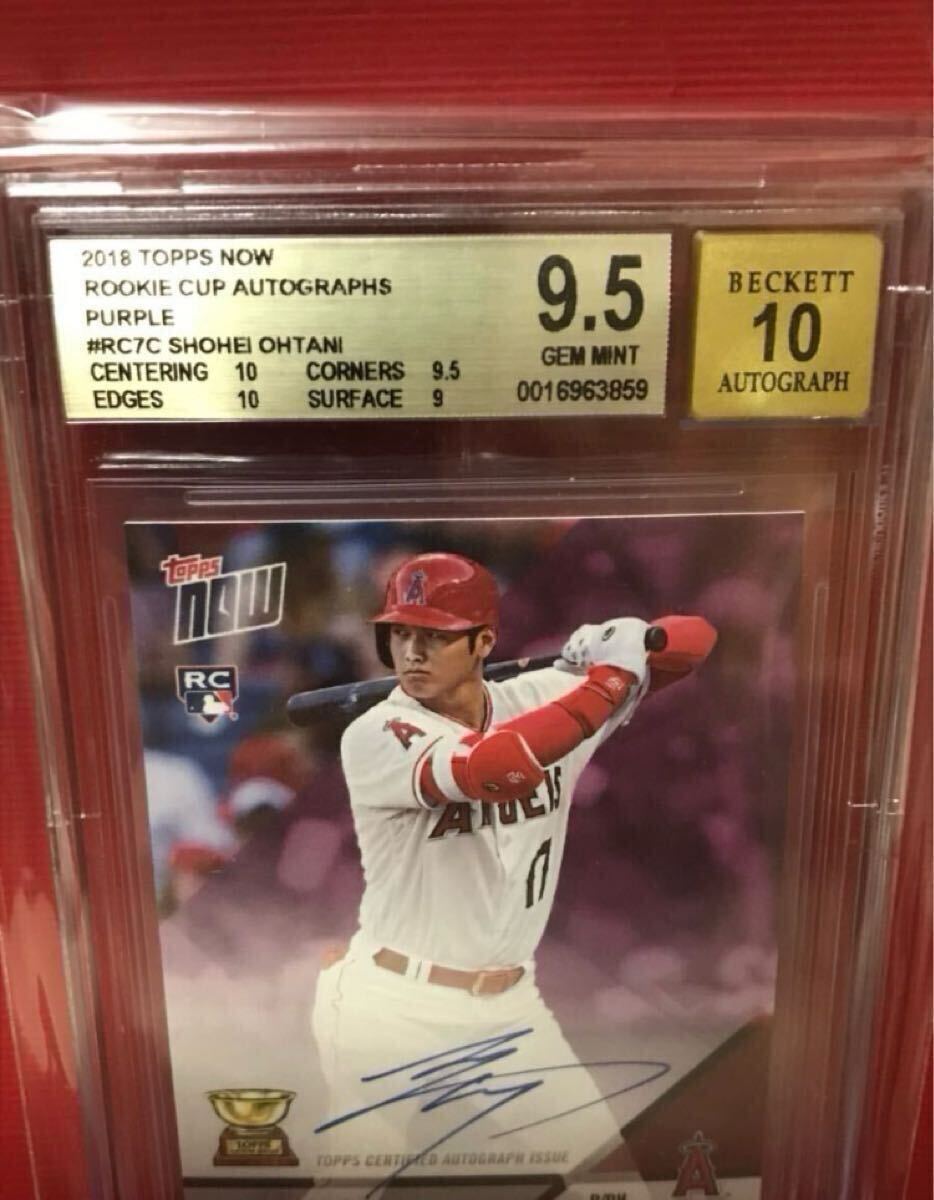 2018 TOPPS NOW
ROOKIE CUP AUTOGRAPHS
PURPLE
#RC7C SHOHEI OHTANI
CENTERING 10 CORNERS 9.5
EDGES 10 SURFACE 9
9.5
GEM MINT
0016963859
BECKETT
10
AUTOGRAPH
topps
NOW
RC
A
A
ANGELS
17
TOPPS
TOPPS CERTIFIED AUTOGRAPH ISSUE
A